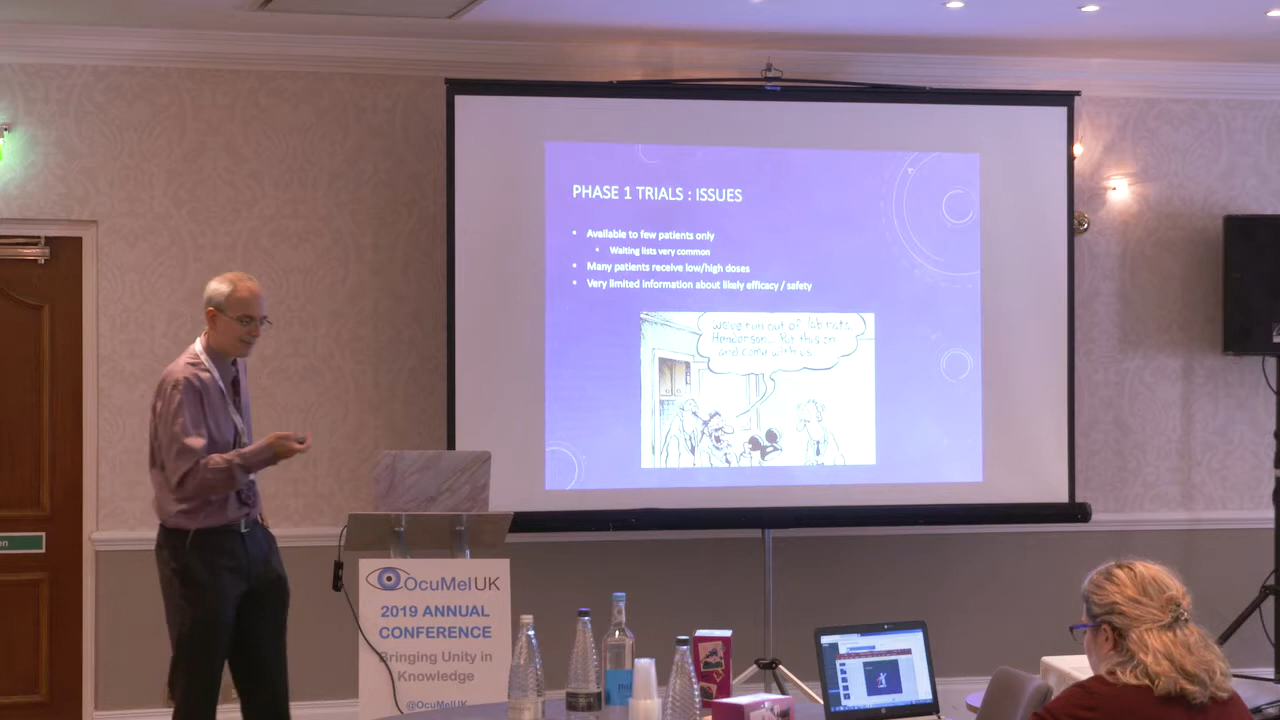 PHASE 1 TRIALS : ISSUES
Available to few patients only
Waiting lists very common
Many patients receive low/high doses
Very limited information about likely efficacy / safety
We've run out of lab rats,
Henderson... Put this on
and come with us.
OcuMel UK
2019 ANNUAL
CONFERENCE
Bringing Unity in
Knowledge
@OcuMelUK